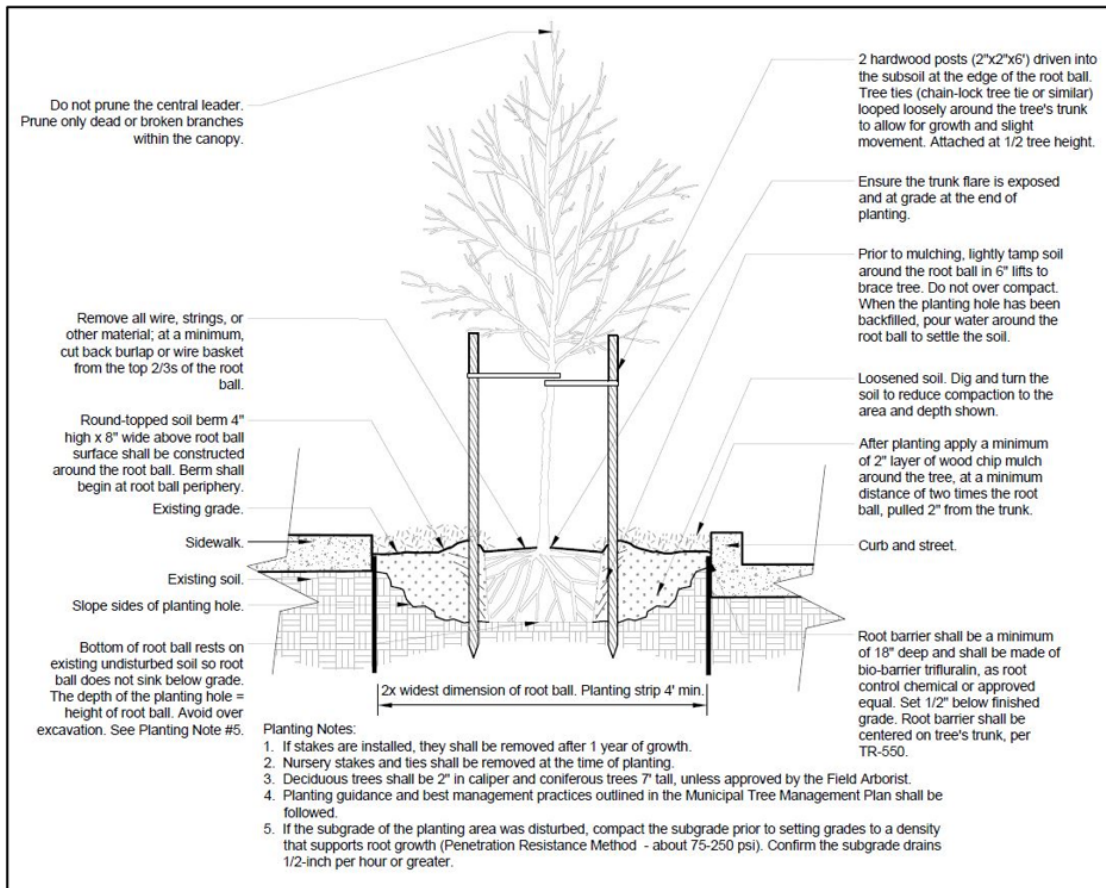 Do not prune the central leader.
Prune only dead or broken branches
within the canopy.
Remove all wire, strings, or
other material; at a minimum,
cut back burlap or wire basket
from the top 2/3s of the root
ball.
Round-topped soil berm 4"
high x 8" wide above root ball
surface shall be constructed
around the root ball. Berm shall
begin at root ball periphery.
Existing grade.
Sidewalk.
Existing soil.
Slope sides of planting hole.
Bottom of root ball rests on
existing undisturbed soil so root
ball does not sink below grade.
The depth of the planting hole =
height of root ball. Avoid over
excavation. See Planting Note #5.
2 hardwood posts (2"x2"x6') driven into
the subsoil at the edge of the root ball.
Tree ties (chain-lock tree tie or similar)
looped loosely around the tree's trunk
to allow for growth and slight
movement. Attached at 1/2 tree height.
Ensure the trunk flare is exposed
and at grade at the end of
planting.
Prior to mulching, lightly tamp soil
around the root ball in 6" lifts to
brace tree. Do not over compact.
When the planting hole has been
backfilled, pour water around the
root ball to settle the soil.
Loosened soil. Dig and turn the
soil to reduce compaction to the
area and depth shown.
After planting apply a minimum
of 2" layer of wood chip mulch
around the tree, at a minimum
distance of two times the root
ball, pulled 2" from the trunk.
Curb and street.
Root barrier shall be a minimum
of 18" deep and shall be made of
bio-barrier trifluralin, as root
control chemical or approved
equal. Set 1/2" below finished
grade. Root barrier shall be
centered on tree's trunk, per
TR-550.
2x widest dimension of root ball. Planting strip 4' min.
Planting Notes:
1. If stakes are installed, they shall be removed after 1 year of growth.
2. Nursery stakes and ties shall be removed at the time of planting.
3. Deciduous trees shall be 2" in caliper and coniferous trees 7' tall, unless approved by the Field Arborist.
4. Planting guidance and best management practices outlined in the Municipal Tree Management Plan shall be
followed.
5. If the subgrade of the planting area was disturbed, compact the subgrade prior to setting grades to a density
that supports root growth (Penetration Resistance Method - about 75-250 psi). Confirm the subgrade drains
1/2-inch per hour or greater.